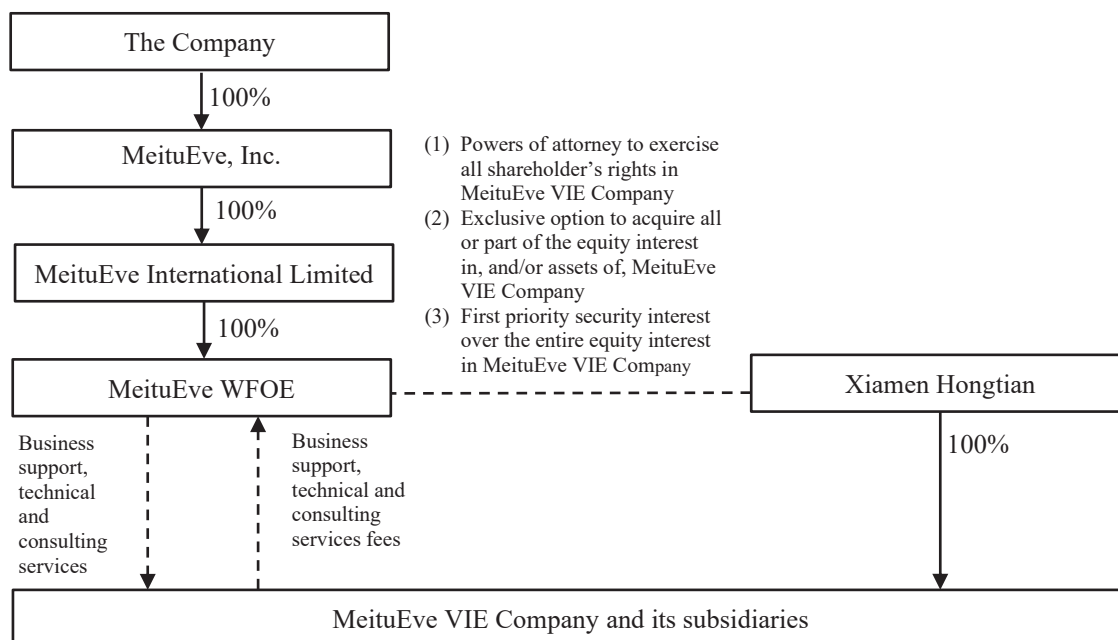 The Company
100%
MeituEve, Inc.
100%
MeituEve International Limited
100%
MeituEve WFOE
(1) Powers of attorney to exercise
all shareholder’s rights in
MeituEve VIE Company
(2) Exclusive option to acquire all
or part of the equity interest
in, and/or assets of, MeituEve
VIE Company
(3) First priority security interest
over the entire equity interest
in MeituEve VIE Company
Xiamen Hongtian
100%
Business
support,
technical
and
consulting
services
Business
support,
technical and
consulting
services fees
MeituEve VIE Company and its subsidiaries